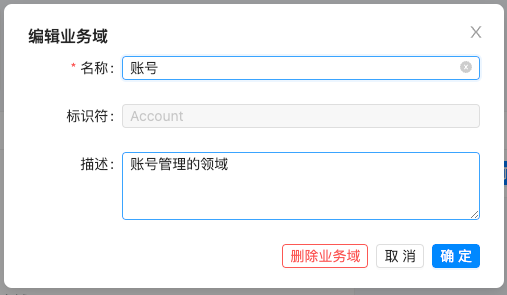 编辑业务域
* 名称: 账号
标识符: Account
描述: 账号管理的领域
删除业务域 取 消 确 定